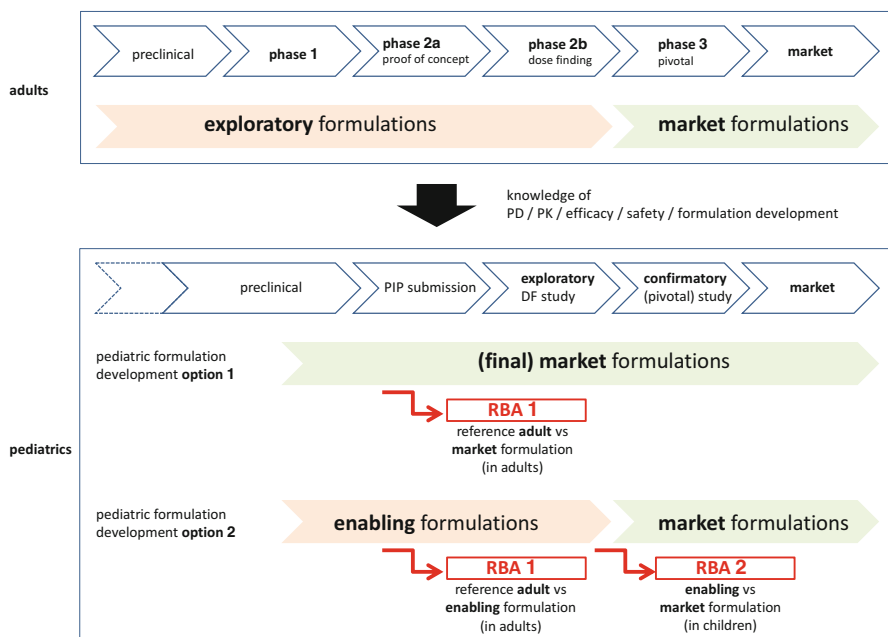 adults
preclinical
phase 1
phase 2a
proof of concept
phase 2b
dose finding
phase 3
pivotal
market
exploratory formulations
market formulations
knowledge of
PD / PK / efficacy / safety / formulation development
pediatrics
preclinical
PIP submission
exploratory
DF study
confirmatory
(pivotal) study
market
pediatric formulation
development option 1
(final) market formulations
RBA 1
reference adult vs
market formulation
(in adults)
pediatric formulation
development option 2
enabling formulations
market formulations
RBA 1
reference adult vs
enabling formulation
(in adults)
RBA 2
enabling vs
market formulation
(in children)